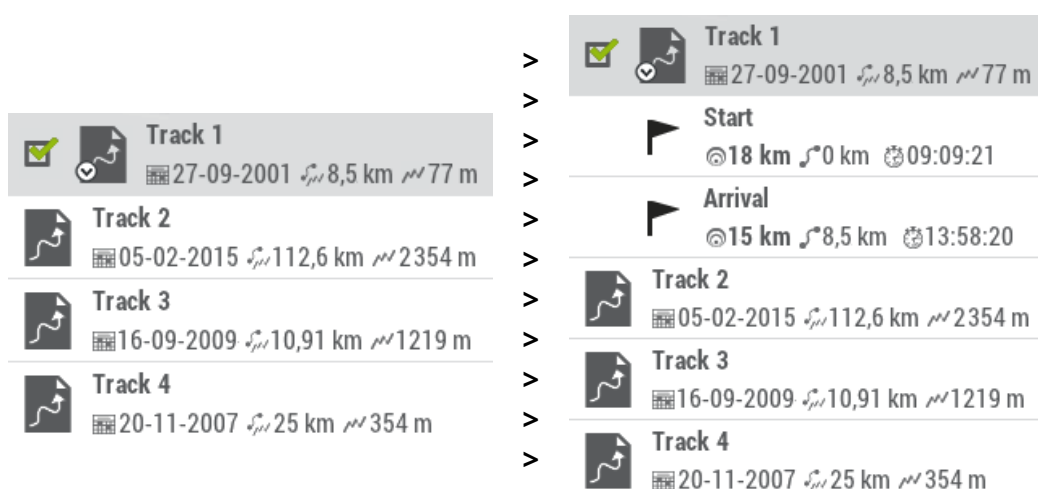 Track 1
27-09-2001 8,5 km 77 m
Track 2
05-02-2015 112,6 km 2354 m
Track 3
16-09-2009 10,91 km 1219 m
Track 4
20-11-2007 25 km 354 m
>
>
>
>
>
>
>
>
>
>
>
Track 1
27-09-2001 8,5 km 77 m
Start
18 km 0 km 09:09:21
Arrival
15 km 8,5 km 13:58:20
Track 2
05-02-2015 112,6 km 2354 m
Track 3
16-09-2009 10,91 km 1219 m
Track 4
20-11-2007 25 km 354 m